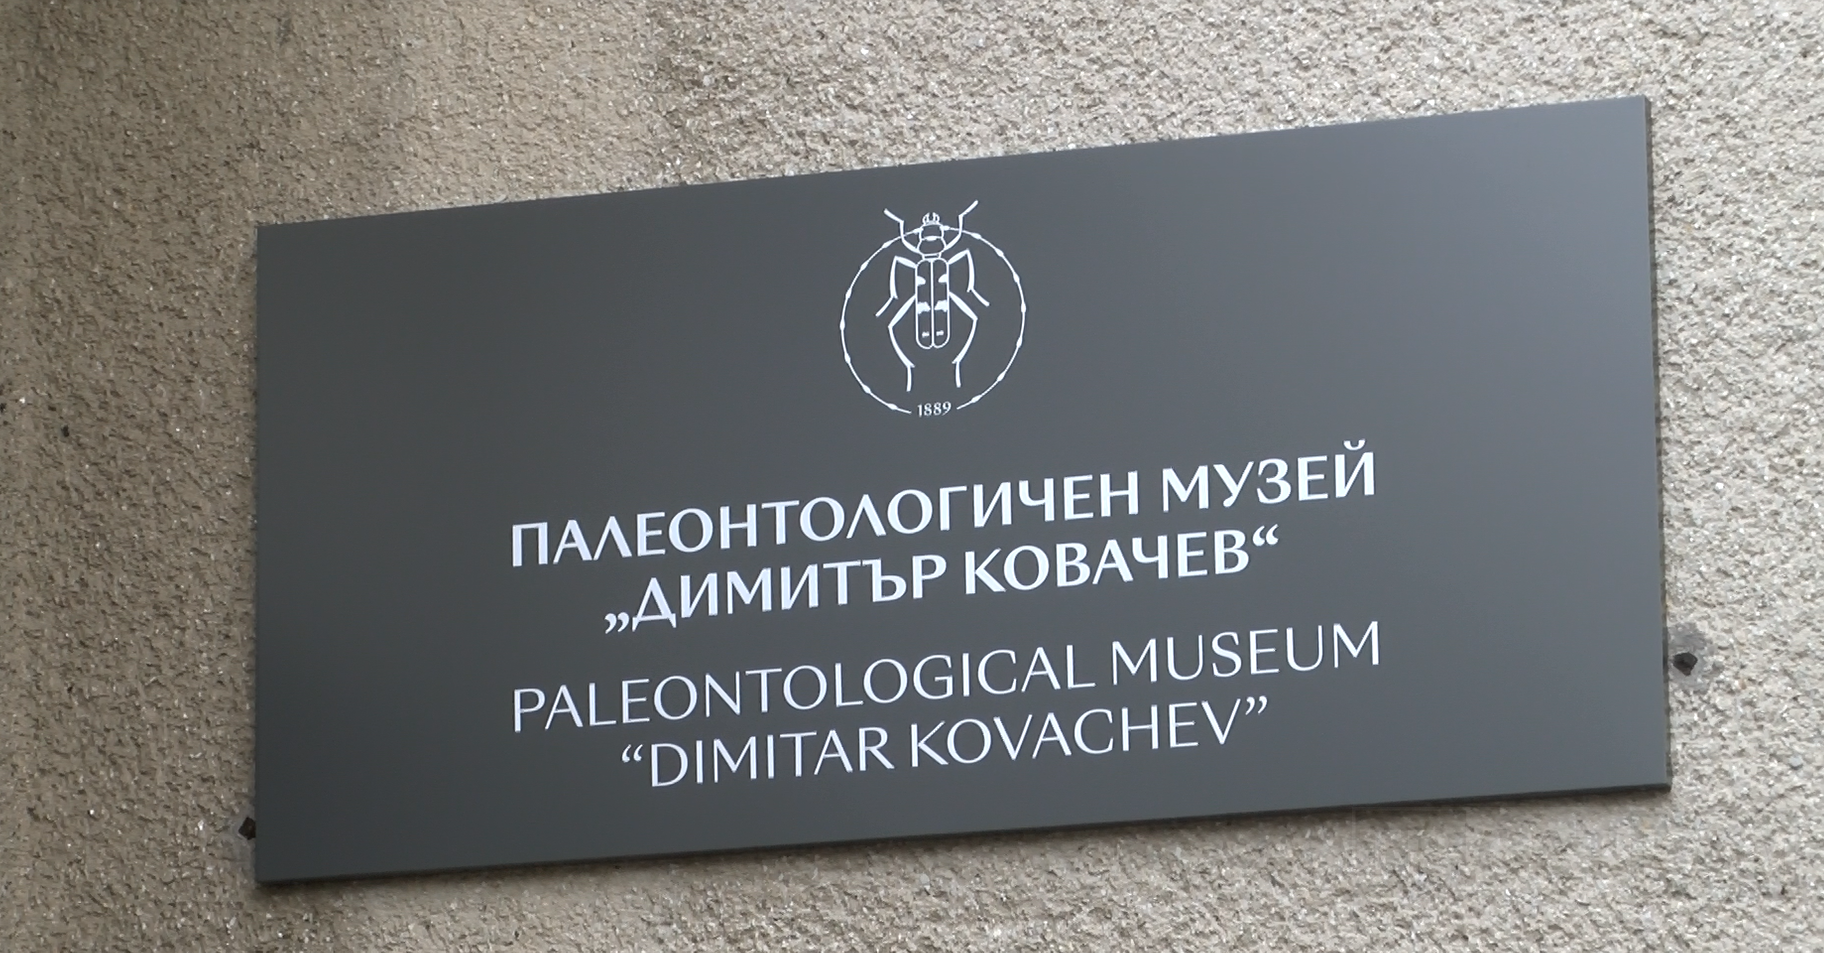 1889
ПАЛЕОНТОЛОГИЧЕН МУЗЕЙ
„ДИМИТЪР КОВАЧЕВ“
PALEONTOLOGICAL MUSEUM
“DIMITAR KOVACHEV”